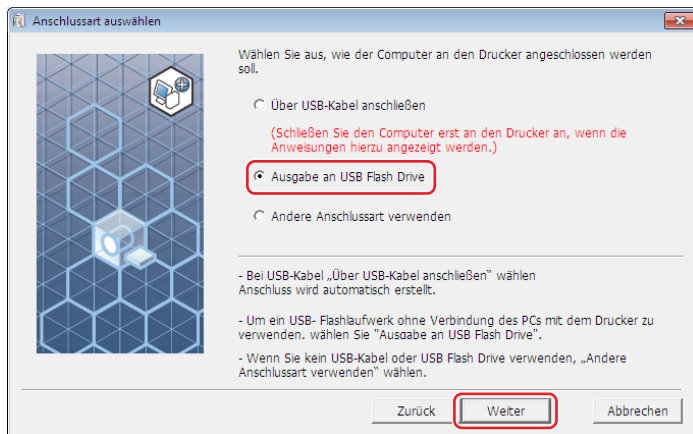 Anschlussart auswählen
Wählen Sie aus, wie der Computer an den Drucker angeschlossen werden
soll.
Über USB-Kabel anschließen
(Schließen Sie den Computer erst an den Drucker an, wenn die
Anweisungen hierzu angezeigt werden.)
Ausgabe an USB Flash Drive
Andere Anschlussart verwenden
- Bei USB-Kabel „Über USB-Kabel anschließen“ wählen
Anschluss wird automatisch erstellt.
- Um ein USB- Flashlaufwerk ohne Verbindung des PCs mit dem Drucker zu
verwenden. wählen Sie "Ausgabe an USB Flash Drive".
- Wenn Sie kein USB-Kabel oder USB Flash Drive verwenden, „Andere
Anschlussart verwenden“ wählen.
Zurück
Weiter
Abbrechen